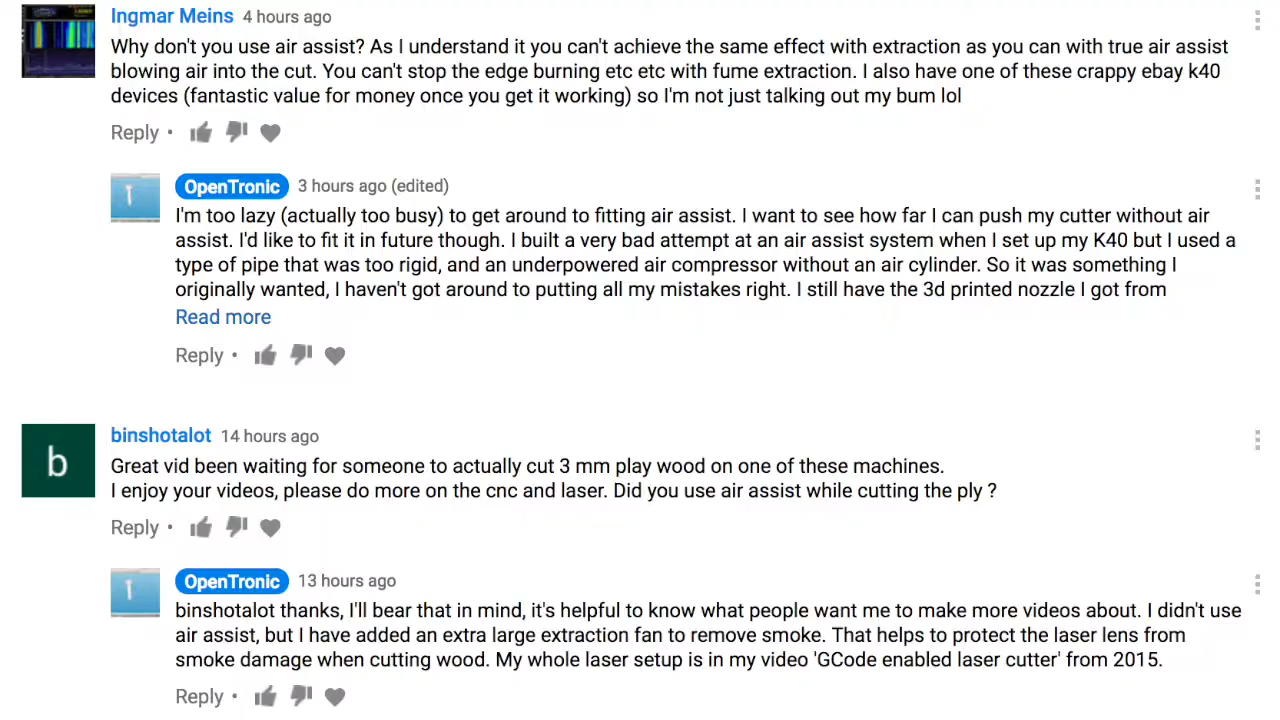 Ingmar Meins 4 hours ago
Why don't you use air assist? As I understand it you can't achieve the same effect with extraction as you can with true air assist
blowing air into the cut. You can't stop the edge burning etc etc with fume extraction. I also have one of these crappy ebay k40
devices (fantastic value for money once you get it working) so I'm not just talking out my bum lol
Reply •
OpenTronic 3 hours ago (edited)
I'm too lazy (actually too busy) to get around to fitting air assist. I want to see how far I can push my cutter without air
assist. I'd like to fit it in future though. I built a very bad attempt at an air assist system when I set up my K40 but I used a
type of pipe that was too rigid, and an underpowered air compressor without an air cylinder. So it was something I
originally wanted, I haven't got around to putting all my mistakes right. I still have the 3d printed nozzle I got from
Read more
Reply •
b
binshotalot 14 hours ago
Great vid been waiting for someone to actually cut 3 mm play wood on one of these machines.
I enjoy your videos, please do more on the cnc and laser. Did you use air assist while cutting the ply ?
Reply •
OpenTronic 13 hours ago
binshotalot thanks, I'll bear that in mind, it's helpful to know what people want me to make more videos about. I didn't use
air assist, but I have added an extra large extraction fan to remove smoke. That helps to protect the laser lens from
smoke damage when cutting wood. My whole laser setup is in my video 'GCode enabled laser cutter' from 2015.
Reply •